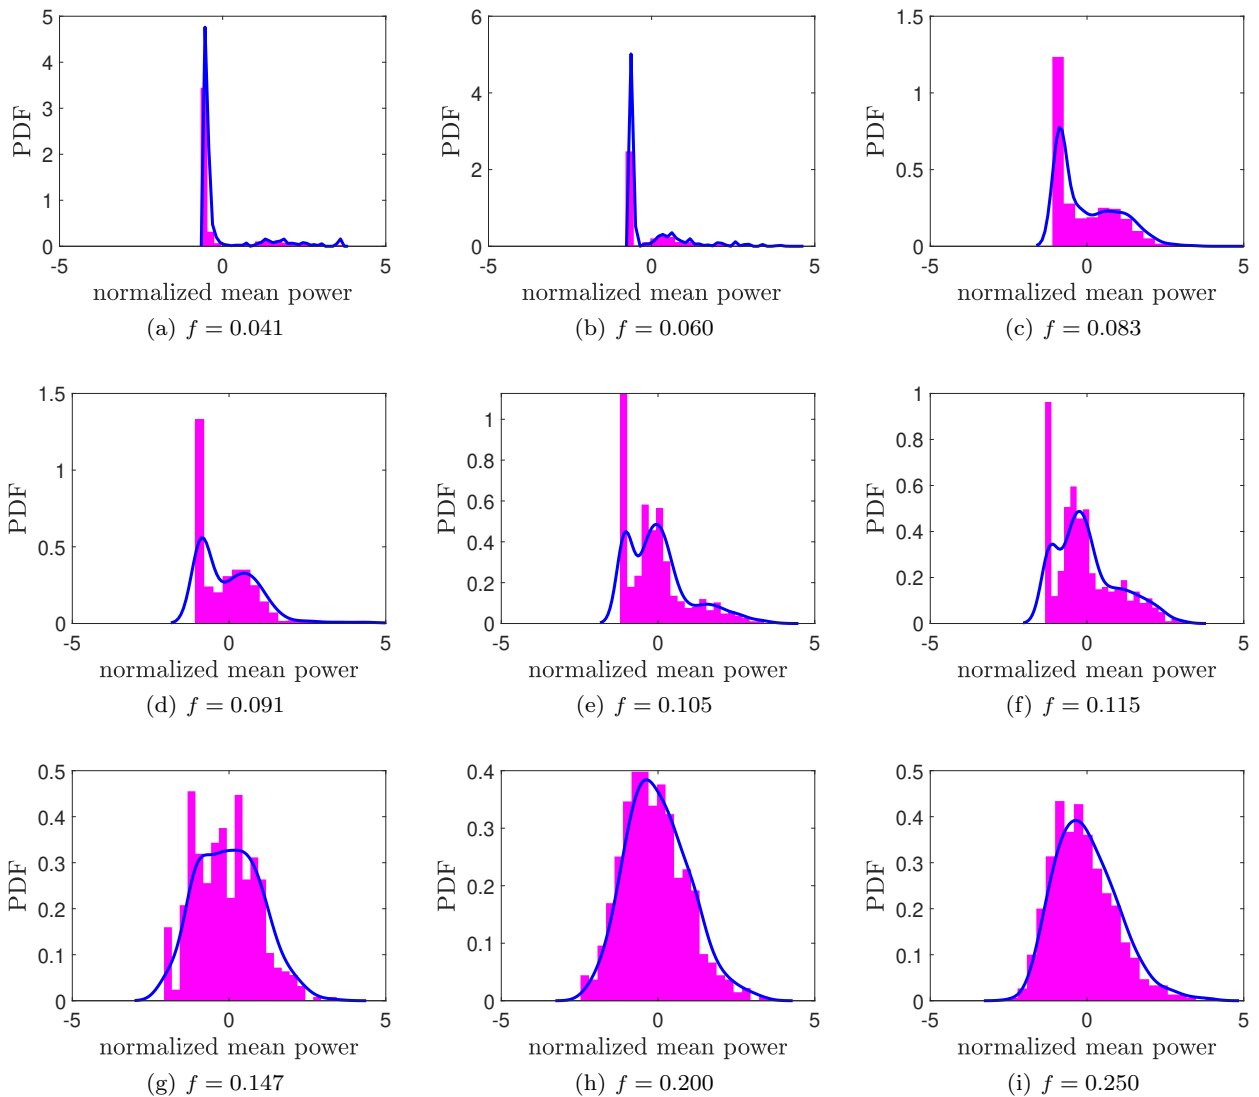 5
4
3
2
1
0
PDF
-5 0 5
normalized mean power
(a) f = 0.041
6
4
2
0
PDF
-5 0 5
normalized mean power
(b) f = 0.060
1.5
1
0.5
0
PDF
-5 0 5
normalized mean power
(c) f = 0.083
1.5
1
0.5
0
PDF
-5 0 5
normalized mean power
(d) f = 0.091
1
0.8
0.6
0.4
0.2
0
PDF
-5 0 5
normalized mean power
(e) f = 0.105
1
0.8
0.6
0.4
0.2
0
PDF
-5 0 5
normalized mean power
(f) f = 0.115
0.5
0.4
0.3
0.2
0.1
0
PDF
-5 0 5
normalized mean power
(g) f = 0.147
0.4
0.3
0.2
0.1
0
PDF
-5 0 5
normalized mean power
(h) f = 0.200
0.5
0.4
0.3
0.2
0.1
0
PDF
-5 0 5
normalized mean power
(i) f = 0.250